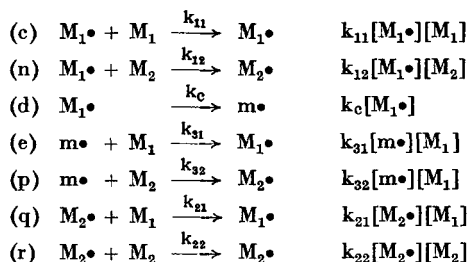 (c) M₁• + M₁ —k₁₁→ M₁• k₁₁[M₁•][M₁]
(n) M₁• + M₂ —k₁₂→ M₂• k₁₂[M₁•][M₂]
(d) M₁• —k_C→ m• k_C[M₁•]
(e) m• + M₁ —k₃₁→ M₁• k₃₁[m•][M₁]
(p) m• + M₂ —k₃₂→ M₂• k₃₂[m•][M₁]
(q) M₂• + M₁ —k₂₁→ M₁• k₂₁[M₂•][M₁]
(r) M₂• + M₂ —k₂₂→ M₂• k₂₂[M₂•][M₂]